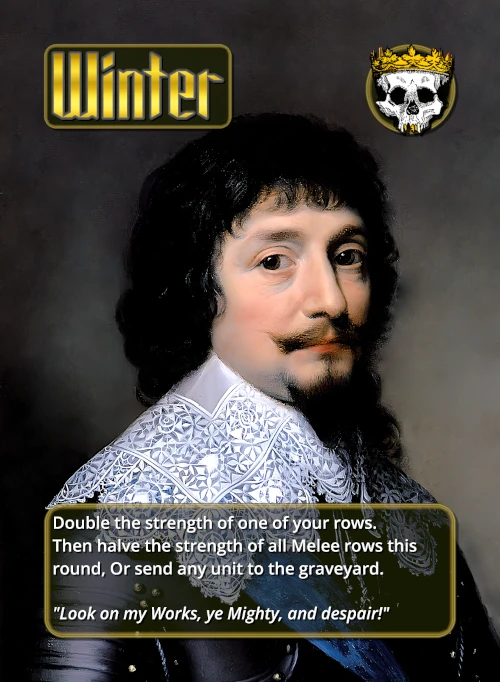 Winter
Double the strength of one of your rows.
Then halve the strength of all Melee rows this
round, Or send any unit to the graveyard.
"Look on my Works, ye Mighty, and despair!"